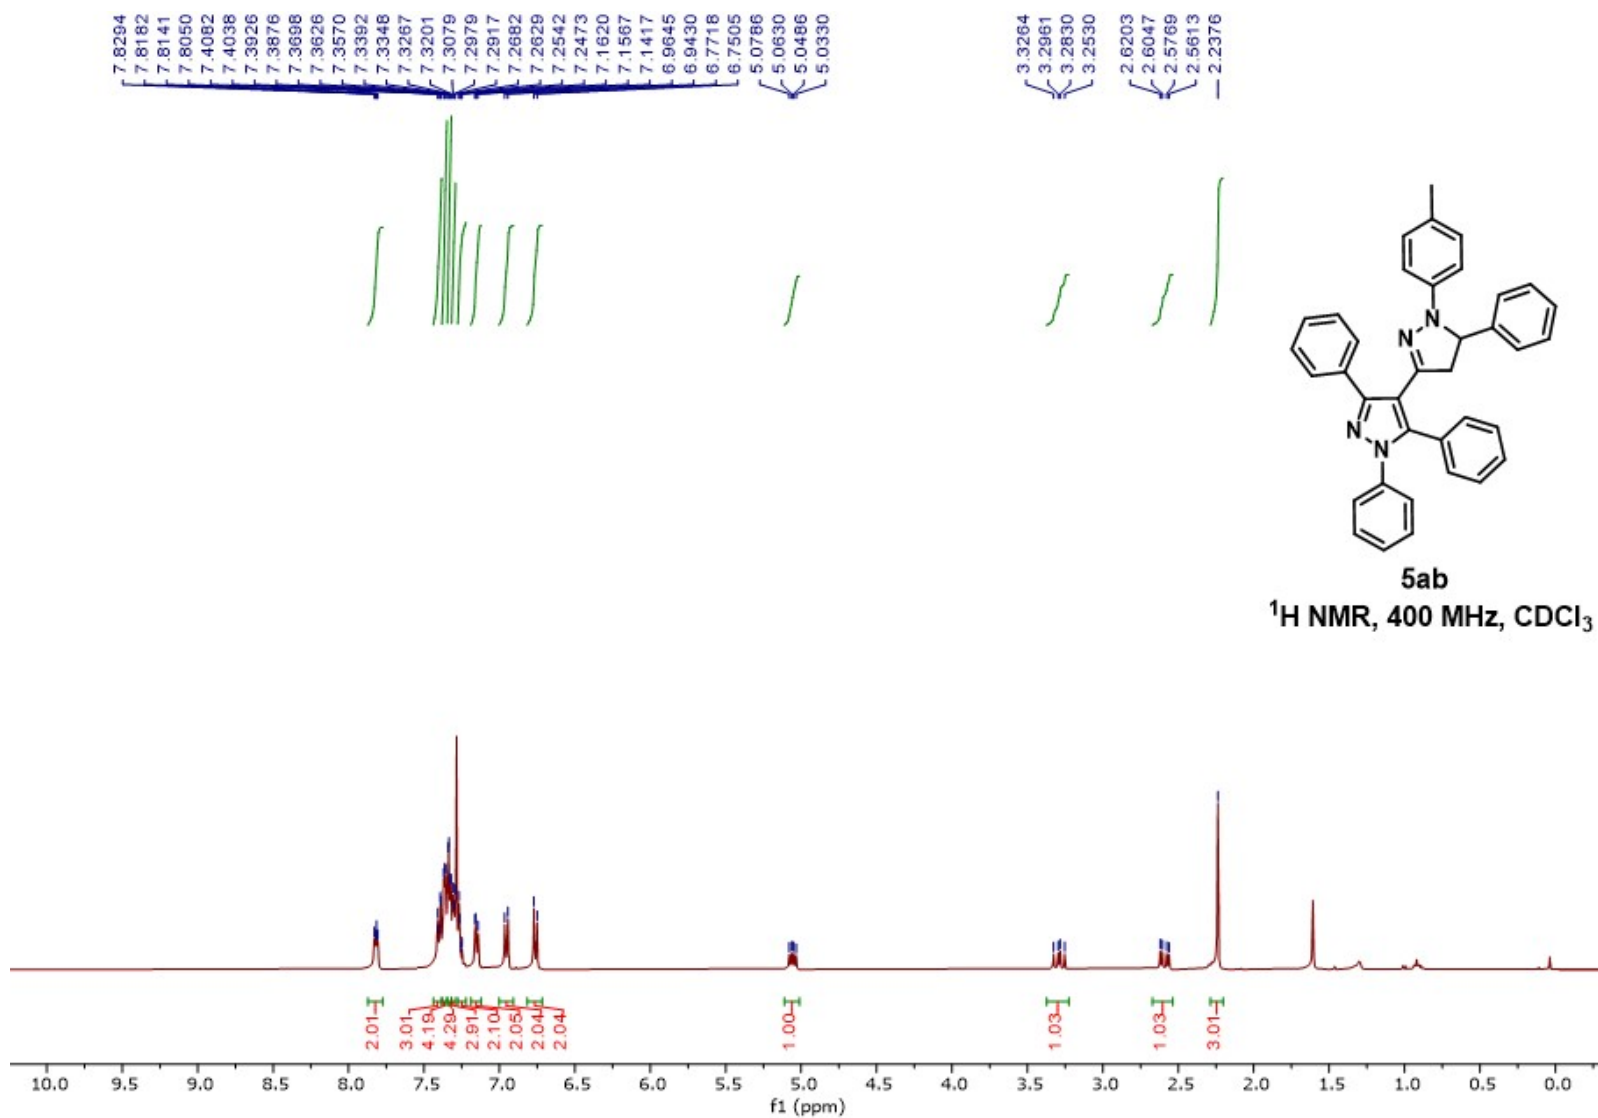 7.8294 7.8182 7.8141 7.8050 7.4082 7.4038 7.3926 7.3876 7.3698 7.3626 7.3570 7.3392 7.3348 7.3267 7.3201 7.3079 7.2979 7.2917 7.2682 7.2629 7.2542 7.2473 7.1620 7.1567 7.1417 6.9645 6.9430 6.7718 6.7505 5.0786 5.0630 5.0486 5.0330 3.3264 3.2961 3.2830 3.2530 2.6203 2.6047 2.5769 2.5613 2.2376
N
N
N
N
5ab
¹H NMR, 400 MHz, CDCl₃
2.01 3.01 4.19 4.29 2.91 2.10 2.05 2.04 2.04 1.00 1.03 1.03 3.01
10.0 9.5 9.0 8.5 8.0 7.5 7.0 6.5 6.0 5.5 5.0 4.5 4.0 3.5 3.0 2.5 2.0 1.5 1.0 0.5 0.0
f1 (ppm)